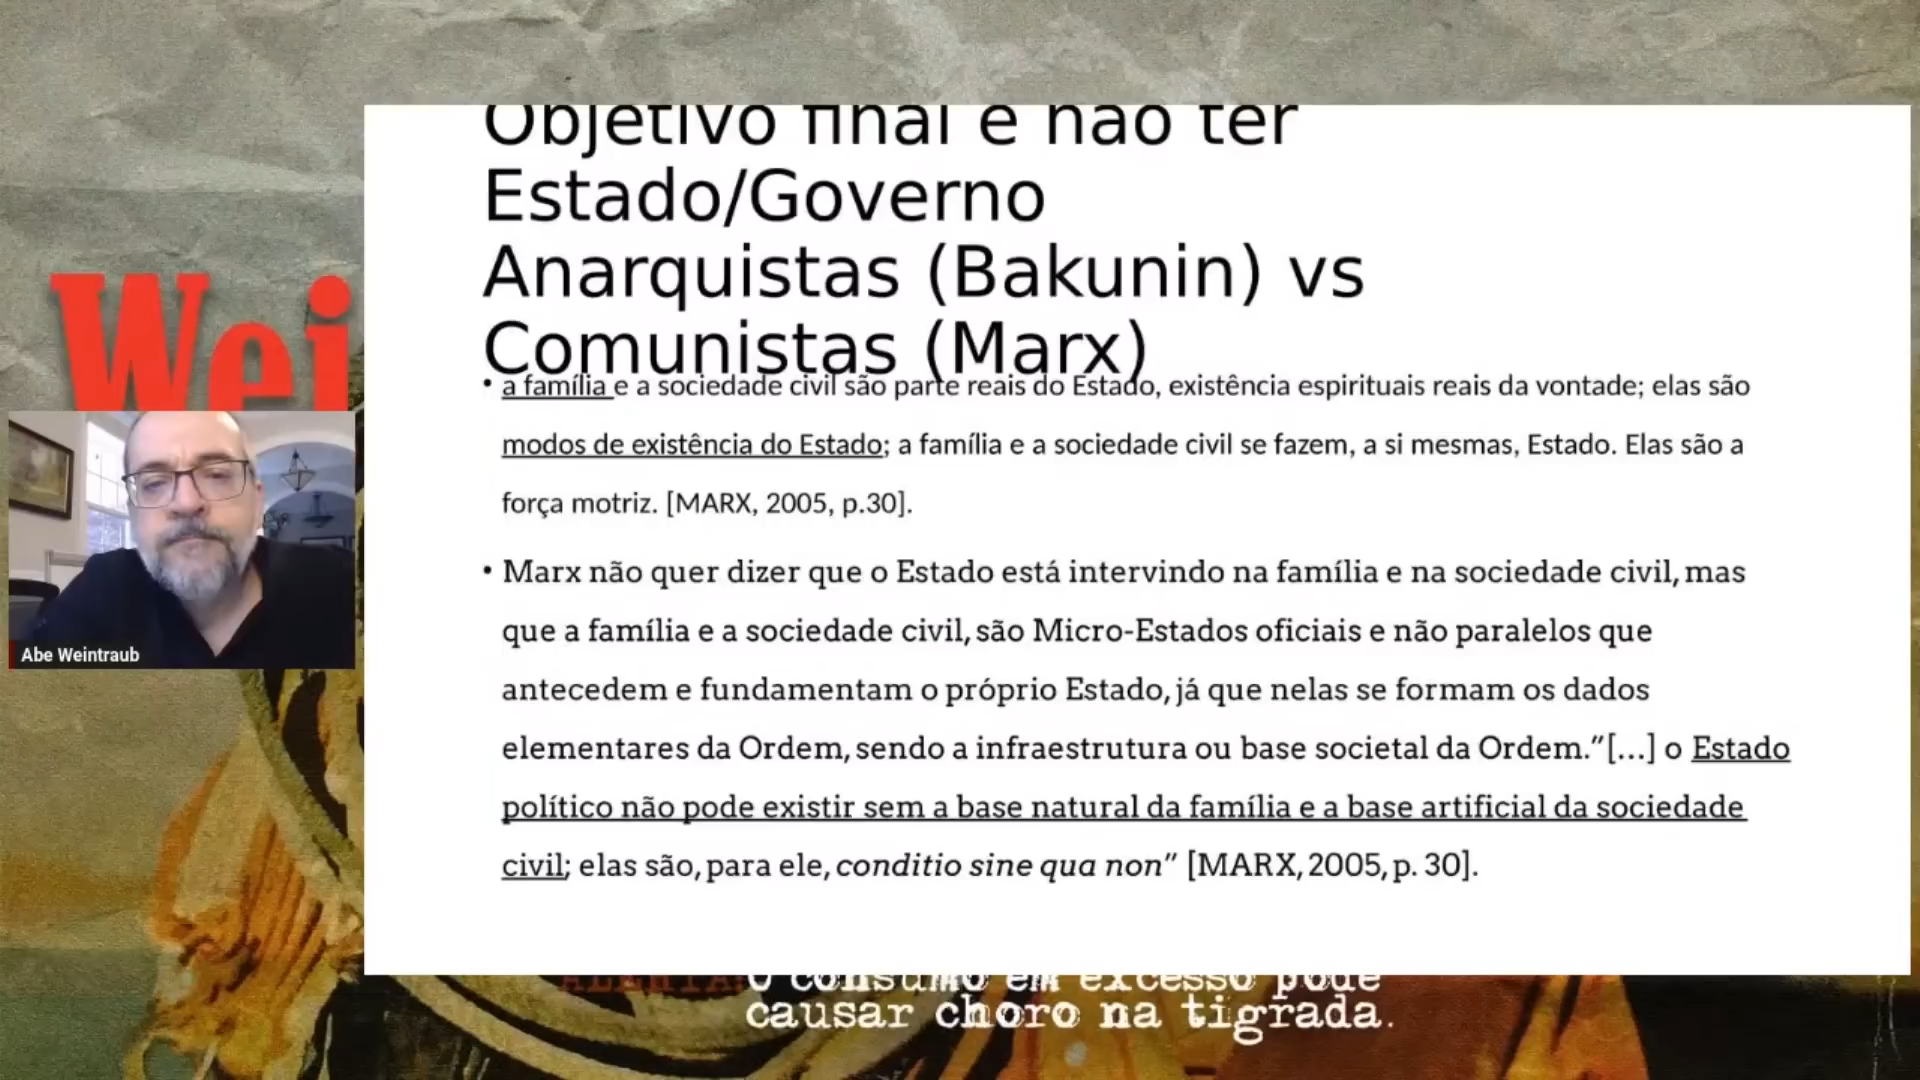 Objetivo final e nao ter
Estado/Governo
Anarquistas (Bakunin) vs
Comunistas (Marx)
• a família e a sociedade civil são parte reais do Estado, existência espirituais reais da vontade; elas são
modos de existência do Estado; a família e a sociedade civil se fazem, a si mesmas, Estado. Elas são a
força motriz. [MARX, 2005, p.30].
• Marx não quer dizer que o Estado está intervindo na família e na sociedade civil, mas
que a família e a sociedade civil, são Micro-Estados oficiais e não paralelos que
antecedem e fundamentam o próprio Estado, já que nelas se formam os dados
elementares da Ordem, sendo a infraestrutura ou base societal da Ordem.”[…] o Estado
político não pode existir sem a base natural da família e a base artificial da sociedade
civil; elas são, para ele, conditio sine qua non” [MARX, 2005, p. 30].
Wei
Abe Weintraub
ALERTA: O consumo em excesso pode
causar choro na tigrada.